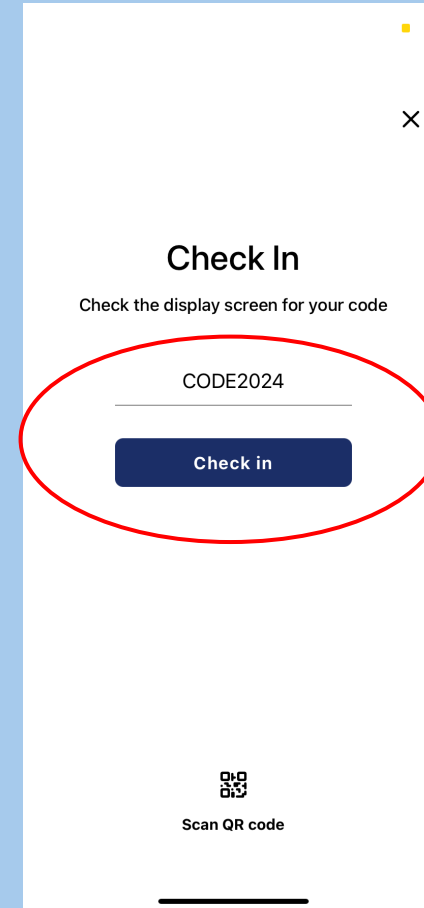 Check In
Check the display screen for your code
CODE2024
Check in
Scan QR code